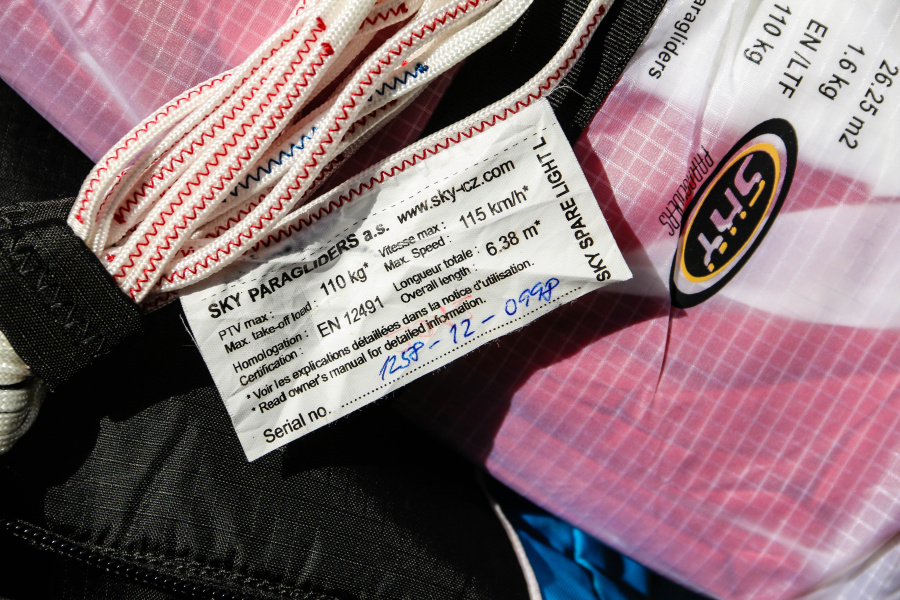 SKY PARAGLIDERS a.s. www.sky-cz.com
PTV max :
Max. take-off load : 110 kg*
Vitesse max :
Max. Speed : 115 km/h*
Homologation :
Certification : EN 12491
Longueur totale :
Overall length : 6.38 m*
* Voir les explications détaillées dans la notice d'utilisation.
* Read owner's manual for detailed information.
Serial no. 1258-12-0998
SKY SPARE LIGHT L
aragliders
110 kg
EN/LTF
1.6 kg
26.25 m2
SKY
PARAGLIDERS